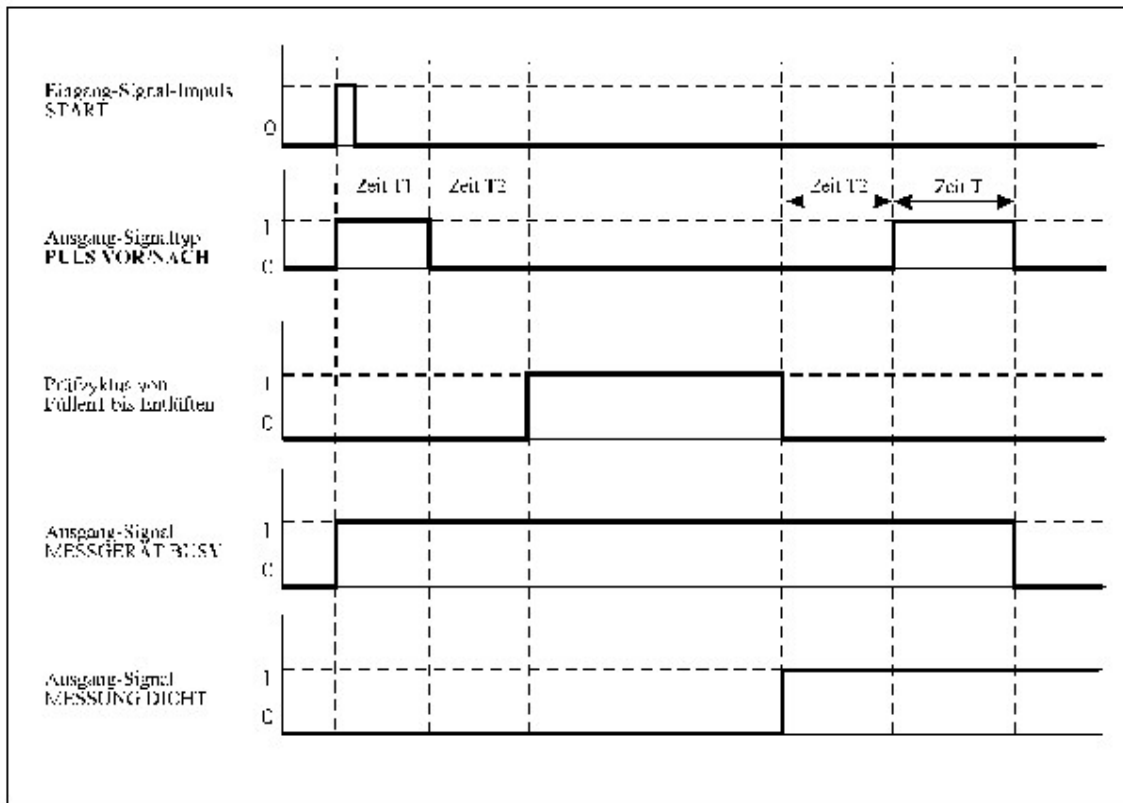 Eingang-Signal-Impuls
START
0
Zeit T1
Zeit T2
Zeit T2
Zeit T
1
Ausgang-Signaltyp
PULS VOR/NACH
0
1
Prüfzyklus von
Füllen1 bis Entlüften
0
1
Ausgang-Signal
MESSGERÄT BUSY
0
1
Ausgang-Signal
MESSUNG DICHT
0